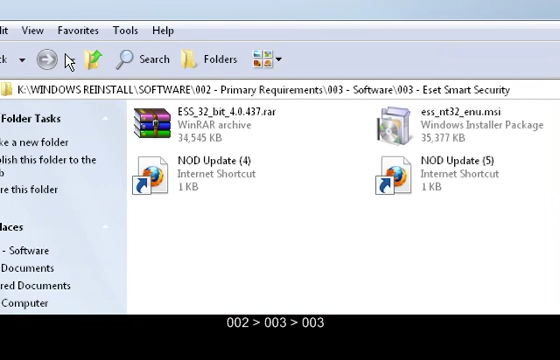 it View Favorites Tools Help
ck Search Folders
K:\WINDOWS REINSTALL\SOFTWARE\002 - Primary Requirements\003 - Software\003 - Eset Smart Security
Folder Tasks
ke a new folder
blish this folder to the
b
re this folder
laces
- Software
Documents
red Documents
Computer
ESS_32_bit_4.0.437.rar
WinRAR archive
34,545 KB
ess_nt32_enu.msi
Windows Installer Package
35,377 KB
NOD Update (4)
Internet Shortcut
1 KB
NOD Update (5)
Internet Shortcut
1 KB
002 > 003 > 003